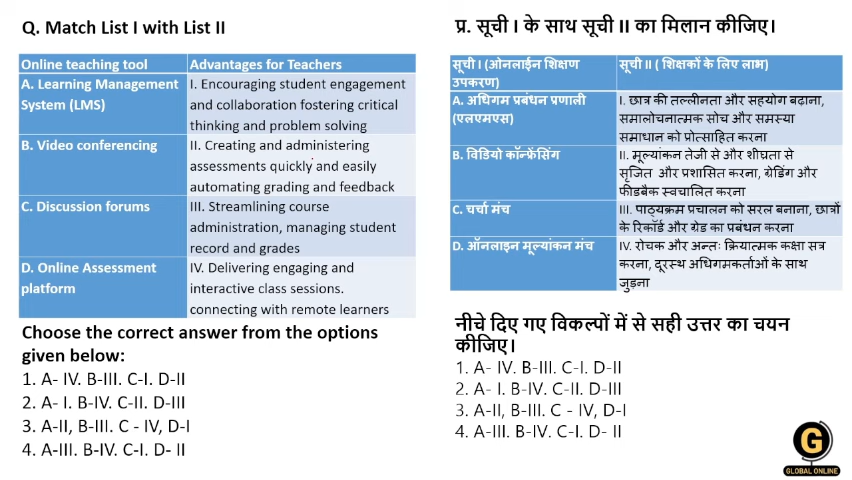 Q. Match List I with List II
Online teaching tool | Advantages for Teachers
A. Learning Management System (LMS) | I. Encouraging student engagement
and collaboration fostering critical
thinking and problem solving
B. Video conferencing | II. Creating and administering
assessments quickly and easily
automating grading and feedback
C. Discussion forums | III. Streamlining course
administration, managing student
record and grades
D. Online Assessment platform | IV. Delivering engaging and
interactive class sessions.
connecting with remote learners
Choose the correct answer from the options
given below:
1. A- IV. B-III. C-I. D-II
2. A- I. B-IV. C-II. D-III
3. A-II, B-III. C - IV, D-I
4. A-III. B-IV. C-I. D- II
प्र. सूची I के साथ सूची II का मिलान कीजिए।
सूची I (ओनलाईन शिक्षण उपकरण) | सूची II ( शिक्षकों के लिए लाभ)
A. अधिगम प्रबंधन प्रणाली (एलएमएस) | I. छात्र की तल्लीनता और सहयोग बढ़ाना,
समालोचनात्मक सोच और समस्या
समाधान को प्रोत्साहित करना
B. विडियो कॉन्फ्रेंसिंग | II. मूल्यांकन तेजी से और शीघ्रता से
सृजित और प्रशासित करना, ग्रेडिंग और
फीडबैक स्वचालित करना
C. चर्चा मंच | III. पाठ्यक्रम प्रचालन को सरल बनाना, छात्रों
के रिकॉर्ड और ग्रेड का प्रबंधन करना
D. ऑनलाइन मूल्यांकन मंच | IV. रोचक और अन्तः क्रियात्मक कक्षा सत्र
करना, दूरस्थ अधिगमकर्ताओं के साथ
जुड़ना
नीचे दिए गए विकल्पों में से सही उत्तर का चयन
कीजिए।
1. A- IV. B-III. C-I. D-II
2. A- I. B-IV. C-II. D-III
3. A-II, B-III. C - IV, D-I
4. A-III. B-IV. C-I. D- II
G
GLOBAL ONLINE